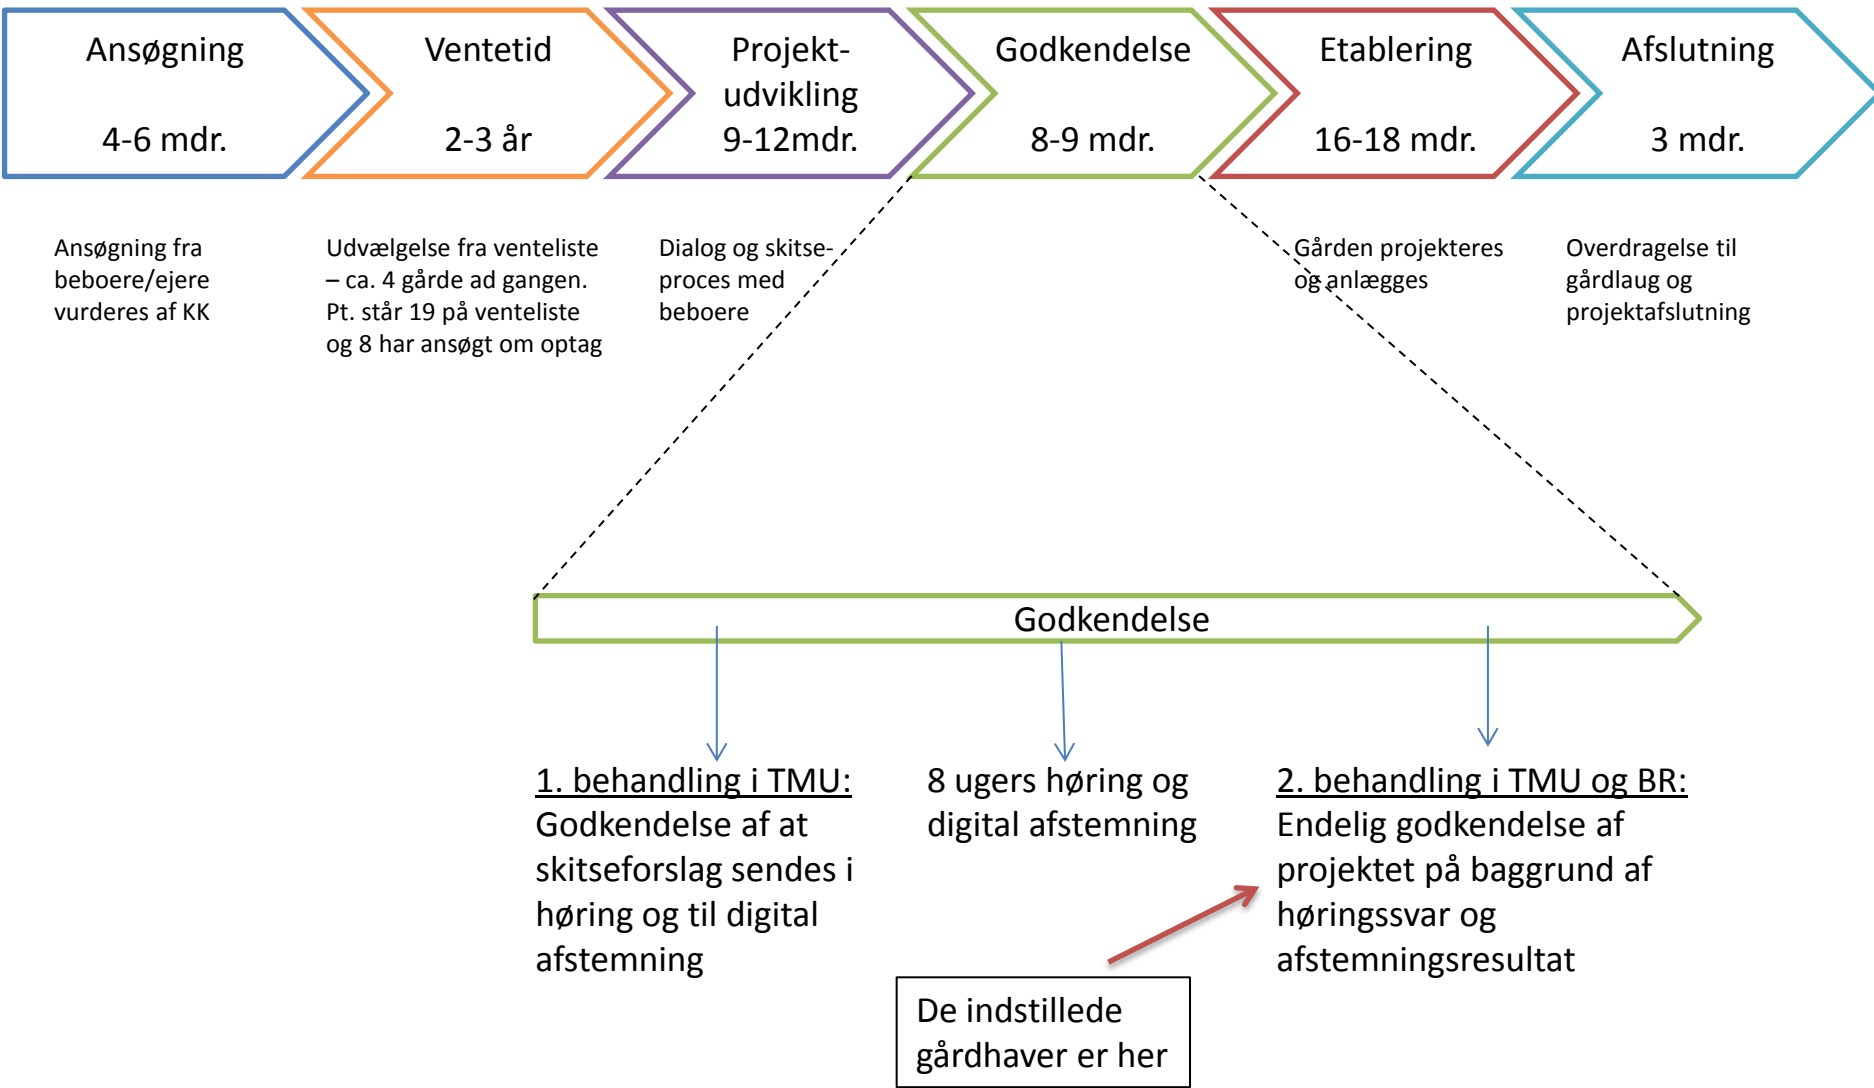 Ansøgning
4-6 mdr.
Ventetid
2-3 år
Projekt-
udvikling
9-12mdr.
Godkendelse
8-9 mdr.
Etablering
16-18 mdr.
Afslutning
3 mdr.
Ansøgning fra
beboere/ejere
vurderes af KK
Udvælgelse fra venteliste
– ca. 4 gårde ad gangen.
Pt. står 19 på venteliste
og 8 har ansøgt om optag
Dialog og skitse-
proces med
beboere
Gården projekteres
og anlægges
Overdragelse til
gårdlaug og
projektafslutning
Godkendelse
1. behandling i TMU:
Godkendelse af at
skitseforslag sendes i
høring og til digital
afstemning
8 ugers høring og
digital afstemning
2. behandling i TMU og BR:
Endelig godkendelse af
projektet på baggrund af
høringssvar og
afstemningsresultat
De indstillede
gårdhaver er her